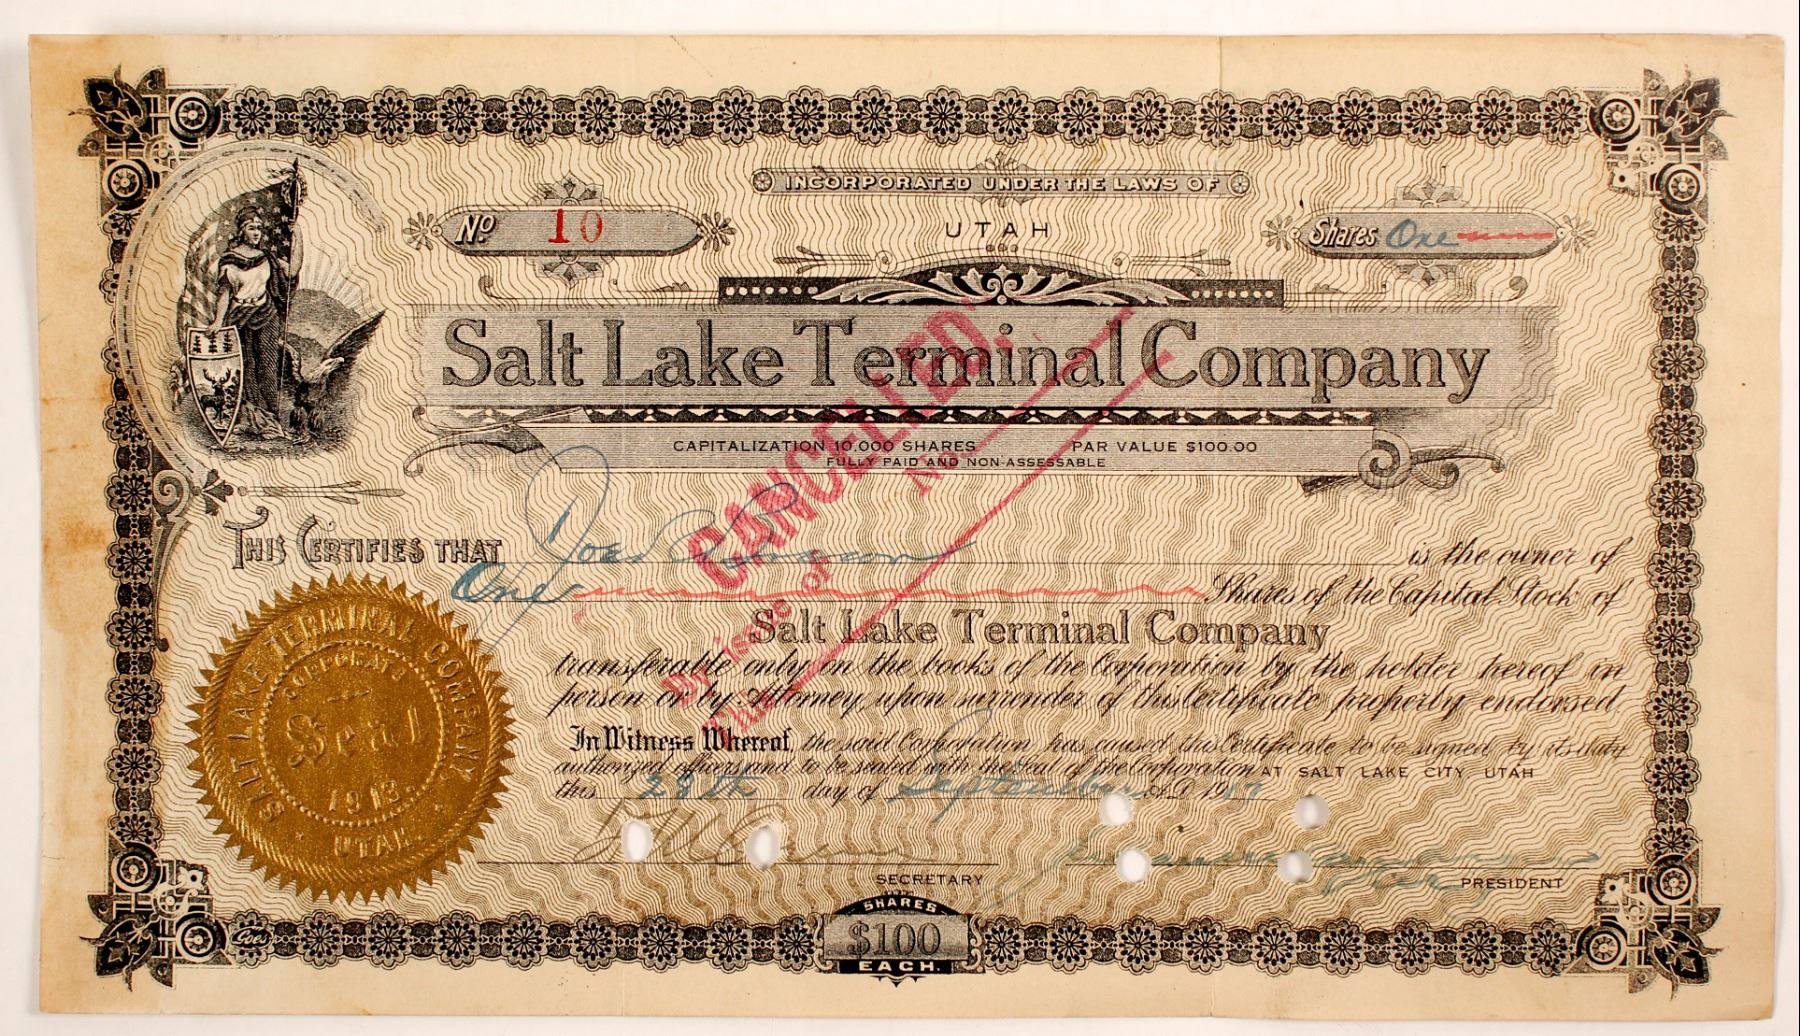 INCORPORATED UNDER THE LAWS OF
No. 10
UTAH
Shares One
Salt Lake Terminal Company
CAPITALIZATION 10,000 SHARES PAR VALUE $100.00
FULLY PAID AND NON-ASSESSABLE
CANCELLED
THIS CERTIFIES THAT is the owner of
One Shares of the Capital Stock of
Salt Lake Terminal Company
transferable only on the books of the Corporation by the holder hereof in
person or by Attorney, upon surrender of this Certificate properly endorsed
In Witness Whereof, the said Corporation has caused this Certificate to be signed by its duly
authorized officers and to be sealed with the Seal of the Corporation AT SALT LAKE CITY UTAH
this 28th day of September A.D. 19
SECRETARY
PRESIDENT
SALT LAKE TERMINAL COMPANY
CORPORATE
Seal
1913
UTAH
Goes
SHARES
$100
EACH.